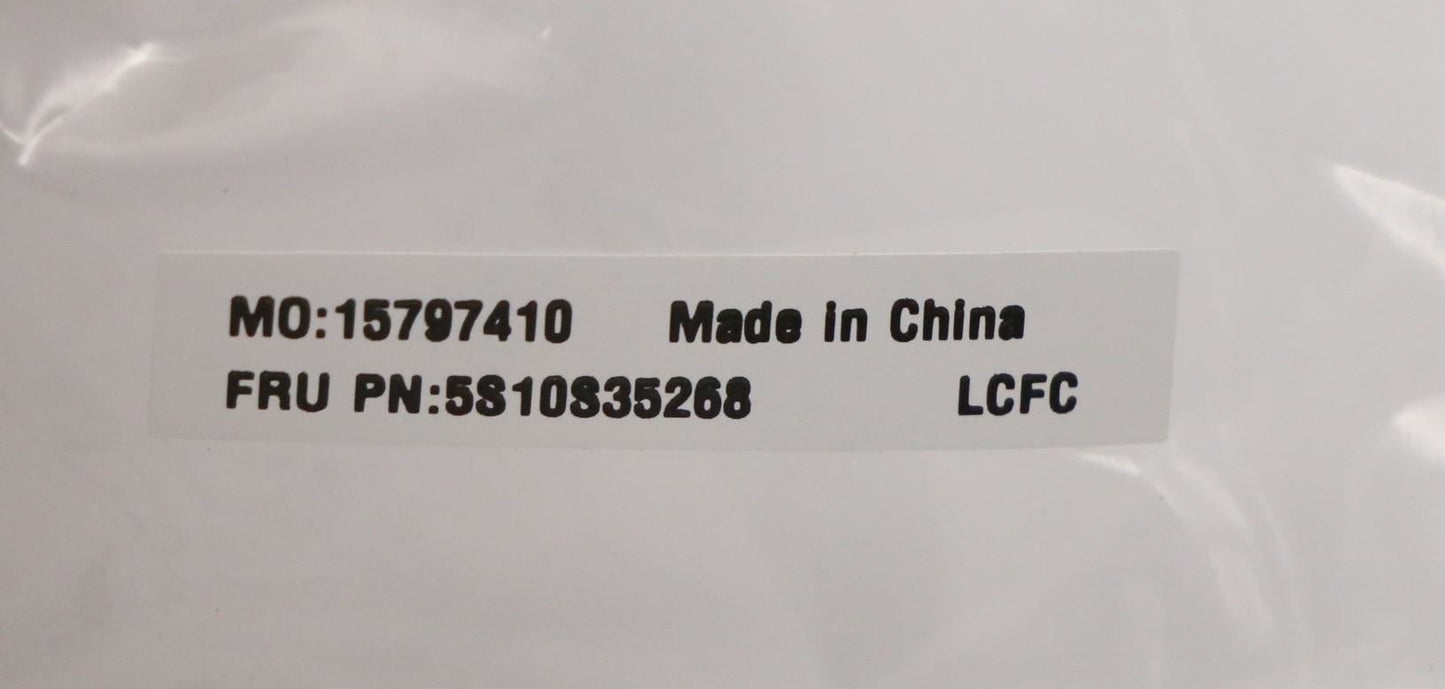 MO:15797410 Made in China
FRU PN:5S10S35268 LCFC